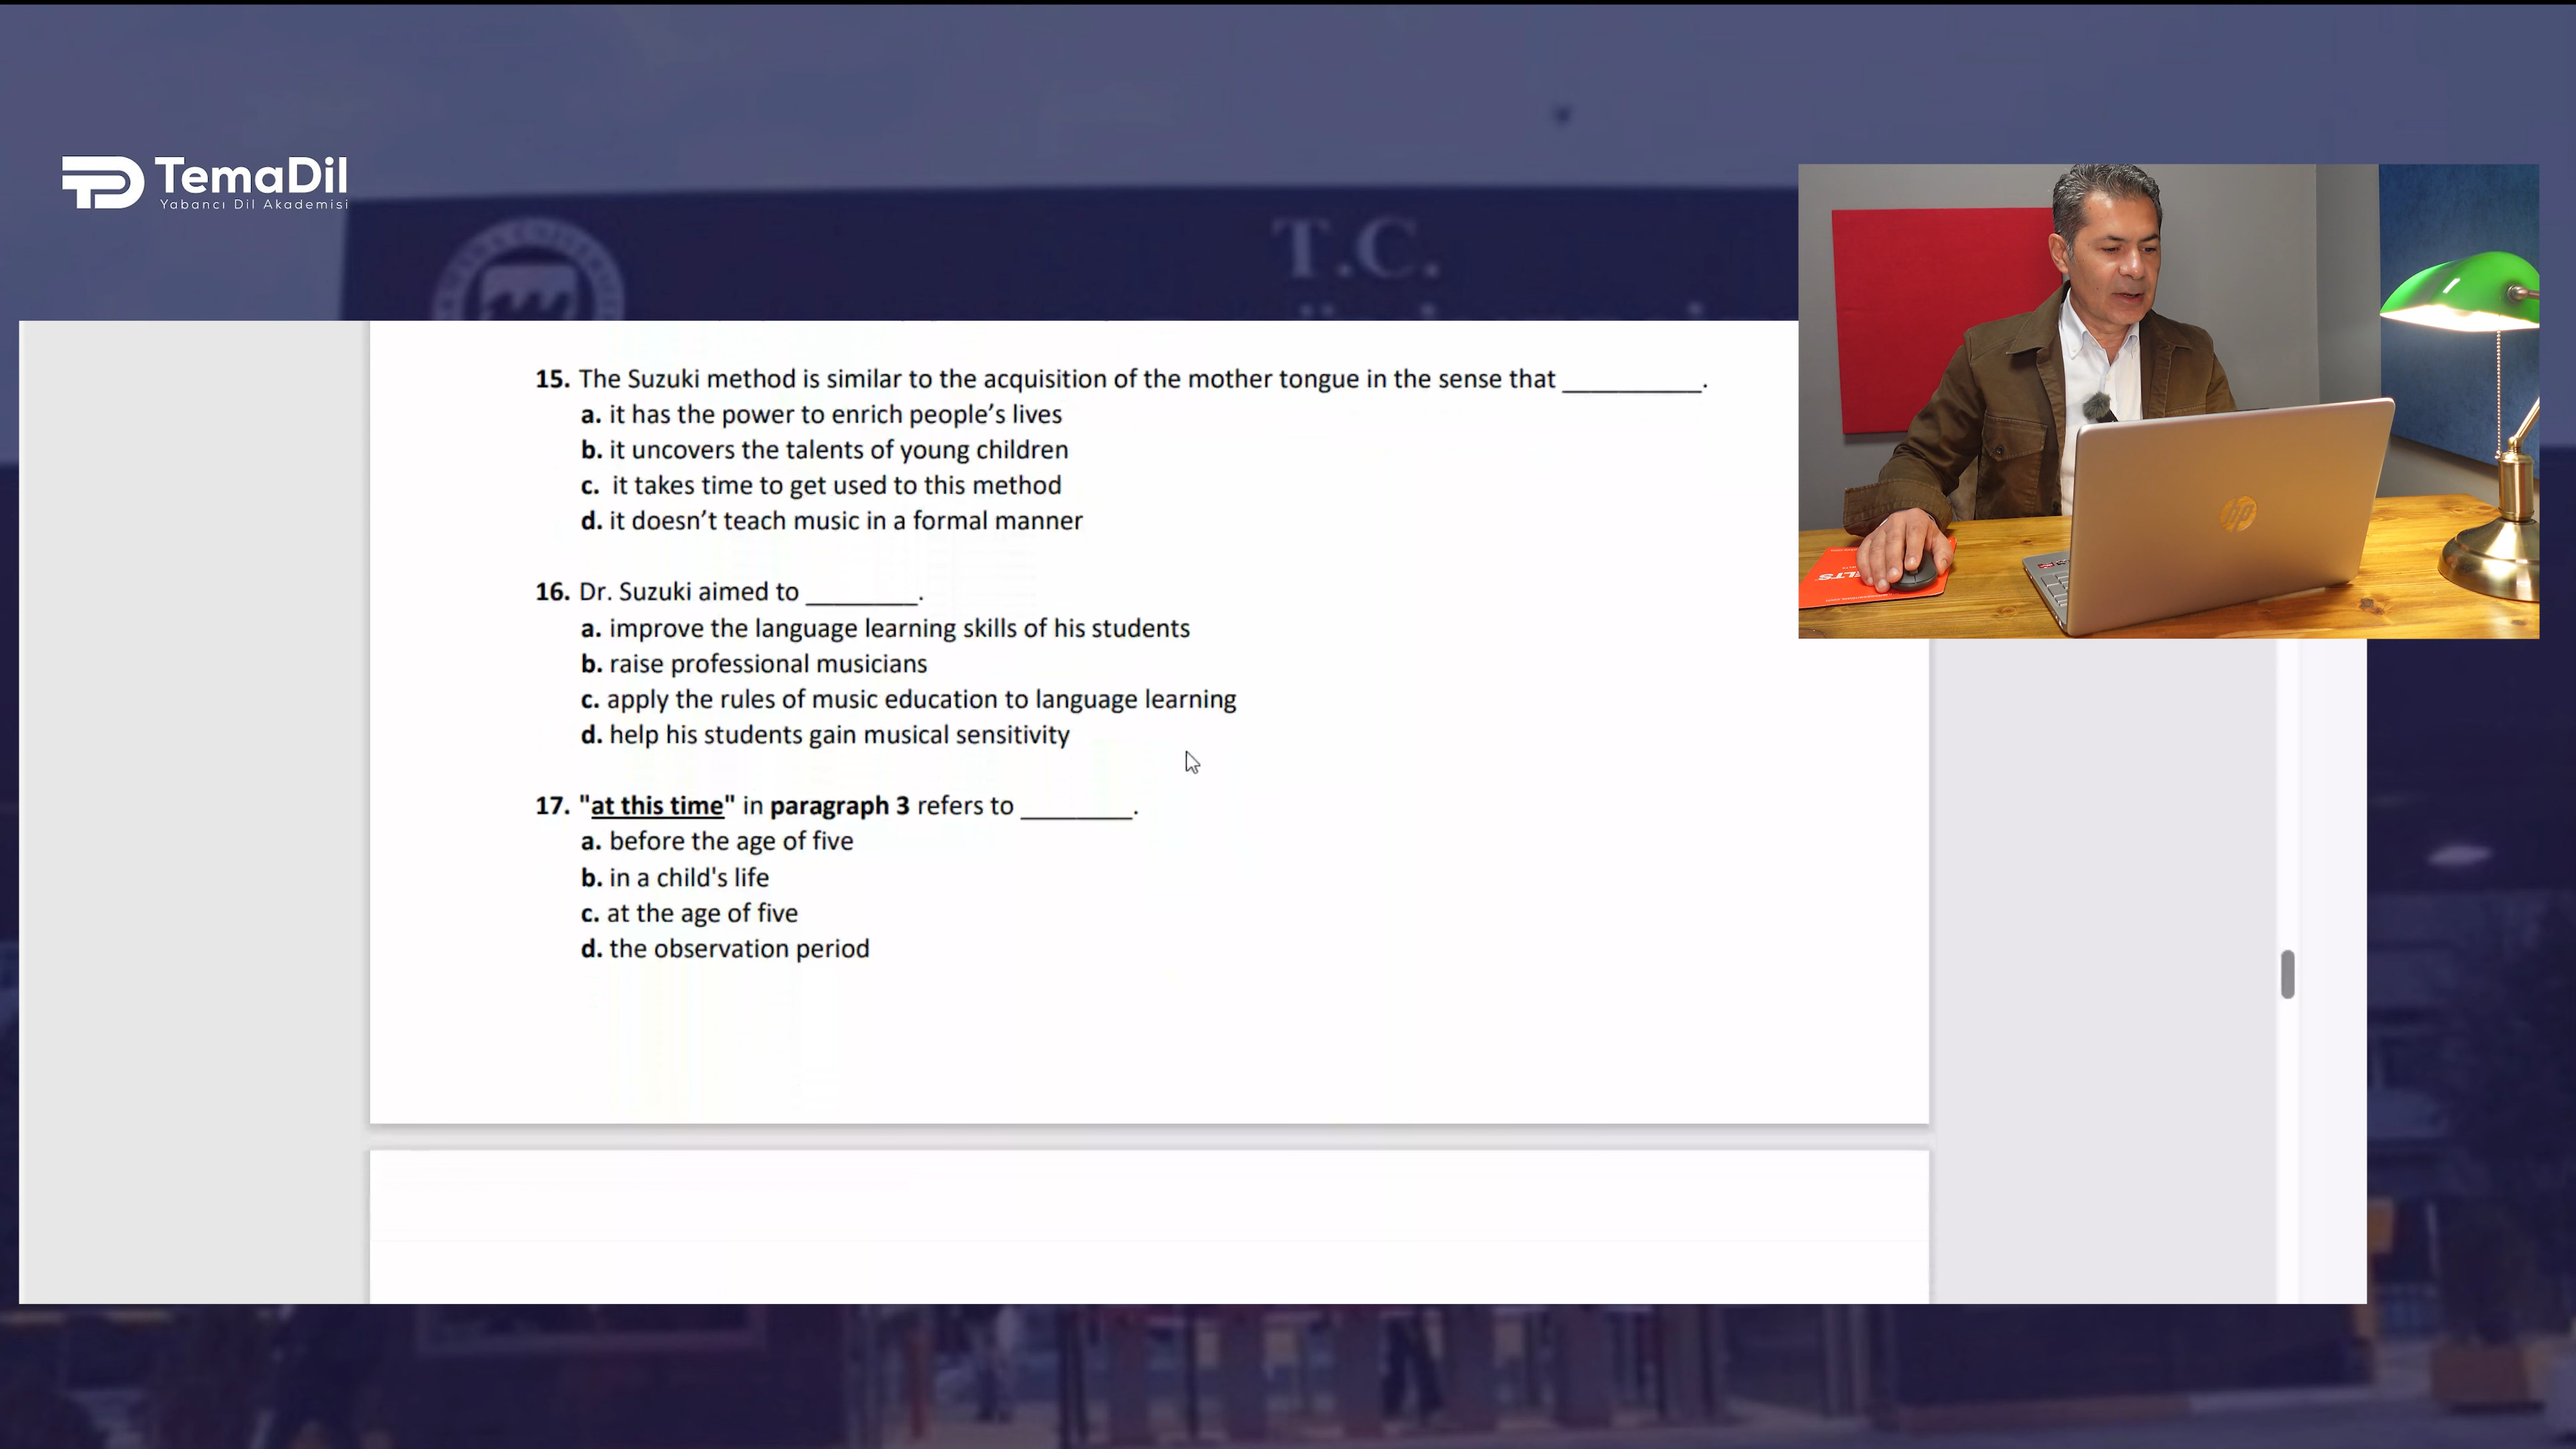 TemaDil
Yabancı Dil Akademisi
T.C.
15. The Suzuki method is similar to the acquisition of the mother tongue in the sense that __________.
a. it has the power to enrich people’s lives
b. it uncovers the talents of young children
c. it takes time to get used to this method
d. it doesn’t teach music in a formal manner
16. Dr. Suzuki aimed to ________.
a. improve the language learning skills of his students
b. raise professional musicians
c. apply the rules of music education to language learning
d. help his students gain musical sensitivity
17. "at this time" in paragraph 3 refers to ________.
a. before the age of five
b. in a child's life
c. at the age of five
d. the observation period
hp